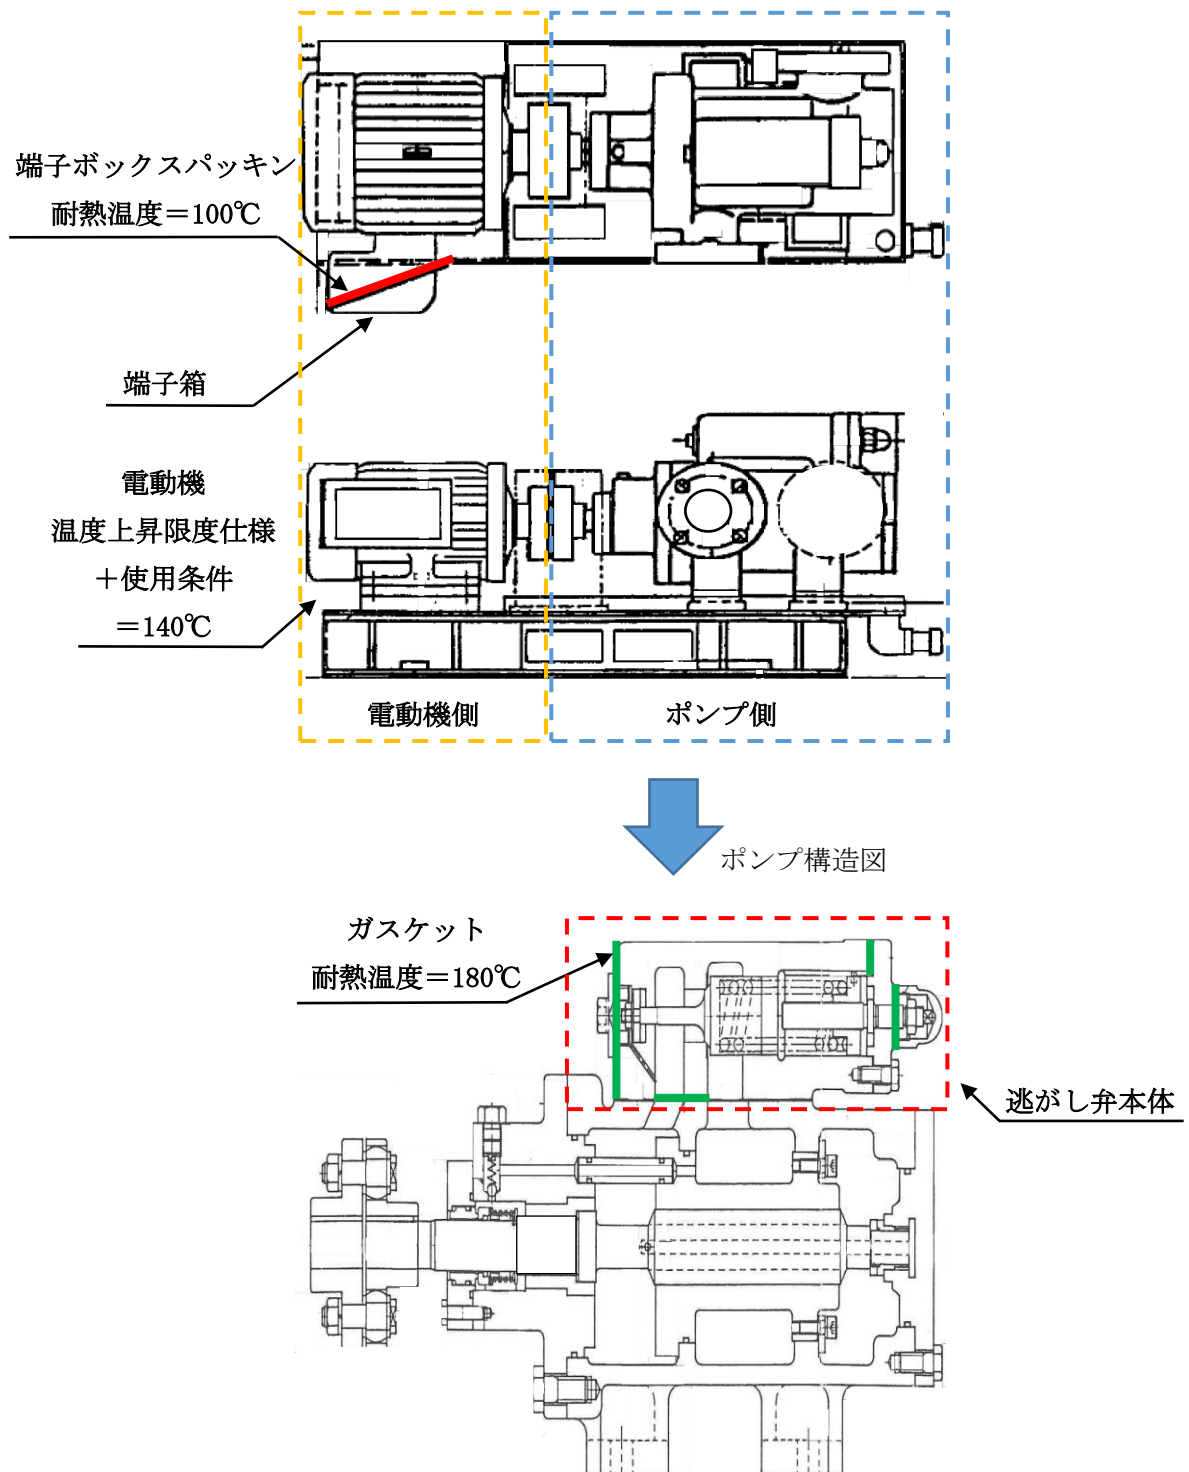 端子ボックスパッキン
耐熱温度＝100℃
端子箱
電動機
温度上昇限度仕様
＋使用条件
＝140℃
電動機側
ポンプ側
ポンプ構造図
ガスケット
耐熱温度＝180℃
逃がし弁本体